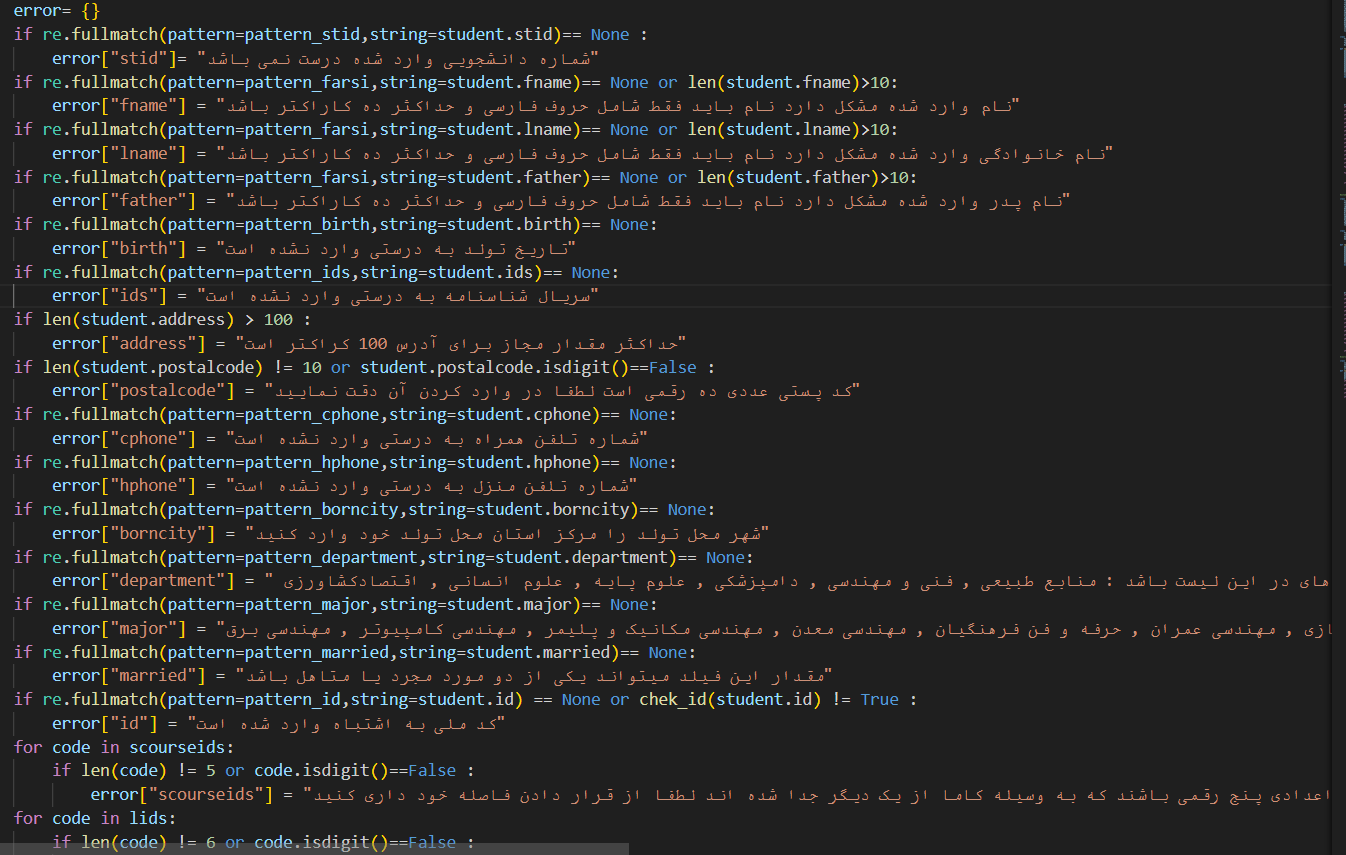 error= {}
if re.fullmatch(pattern=pattern_stid,string=student.stid)== None :
error["stid"]= "شماره دانشجویی وارد شده درست نمی باشد"
if re.fullmatch(pattern=pattern_farsi,string=student.fname)== None or len(student.fname)>10:
error["fname"] = "نام وارد شده مشکل دارد نام باید فقط شامل حروف فارسی و حداکثر ده کاراکتر باشد"
if re.fullmatch(pattern=pattern_farsi,string=student.lname)== None or len(student.lname)>10:
error["lname"] = "نام خانوادگی وارد شده مشکل دارد نام باید فقط شامل حروف فارسی و حداکثر ده کاراکتر باشد"
if re.fullmatch(pattern=pattern_farsi,string=student.father)== None or len(student.father)>10:
error["father"] = "نام پدر وارد شده مشکل دارد نام باید فقط شامل حروف فارسی و حداکثر ده کاراکتر باشد"
if re.fullmatch(pattern=pattern_birth,string=student.birth)== None:
error["birth"] = "تاریخ تولد به درستی وارد نشده است"
if re.fullmatch(pattern=pattern_ids,string=student.ids)== None:
error["ids"] = "سریال شناسنامه به درستی وارد نشده است"
if len(student.address) > 100 :
error["address"] = "حداکثر مقدار مجاز برای آدرس 100 کراکتر است"
if len(student.postalcode) != 10 or student.postalcode.isdigit()==False :
error["postalcode"] = "کد پستی عددی ده رقمی است لطفا در وارد کردن آن دقت نمایید"
if re.fullmatch(pattern=pattern_cphone,string=student.cphone)== None:
error["cphone"] = "شماره تلفن همراه به درستی وارد نشده است"
if re.fullmatch(pattern=pattern_hphone,string=student.hphone)== None:
error["hphone"] = "شماره تلفن منزل به درستی وارد نشده است"
if re.fullmatch(pattern=pattern_borncity,string=student.borncity)== None:
error["borncity"] = "شهر محل تولد را مرکز استان محل تولد خود وارد کنید"
if re.fullmatch(pattern=pattern_department,string=student.department)== None:
error["department"] = " های در این لیست باشد : منابع طبیعی , فنی و مهندسی , دامپزشکی , علوم پایه , علوم انسانی , اقتصادکشاورزی
if re.fullmatch(pattern=pattern_major,string=student.major)== None:
error["major"] = "ازی , مهندسی عمران , حرفه و فن فرهنگیان , مهندسی معدن , مهندسی مکانیک و پلیمر , مهندسی کامپیوتر , مهندسی برق
if re.fullmatch(pattern=pattern_married,string=student.married)== None:
error["married"] = "مقدار این فیلد میتواند یکی از دو مورد مجرد یا متاهل باشد"
if re.fullmatch(pattern=pattern_id,string=student.id) == None or chek_id(student.id) != True :
error["id"] = "کد ملی به اشتباه وارد شده است"
for code in scourseids:
if len(code) != 5 or code.isdigit()==False :
error["scourseids"] = "اعدادی پنج رقمی باشند که به وسیله کاما از یک دیگر جدا شده اند لطفا از قرار دادن فاصله خود داری کنید
for code in lids:
if len(code) != 6 or code.isdigit()==False :